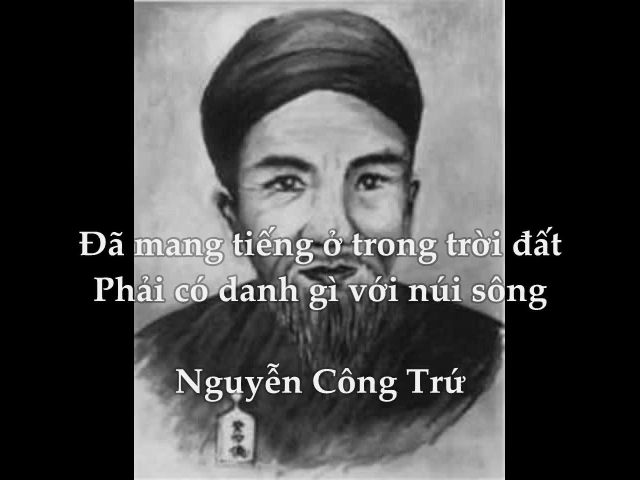 Đã mang tiếng ở trong trời đất
Phải có danh gì với núi sông
Nguyễn Công Trứ